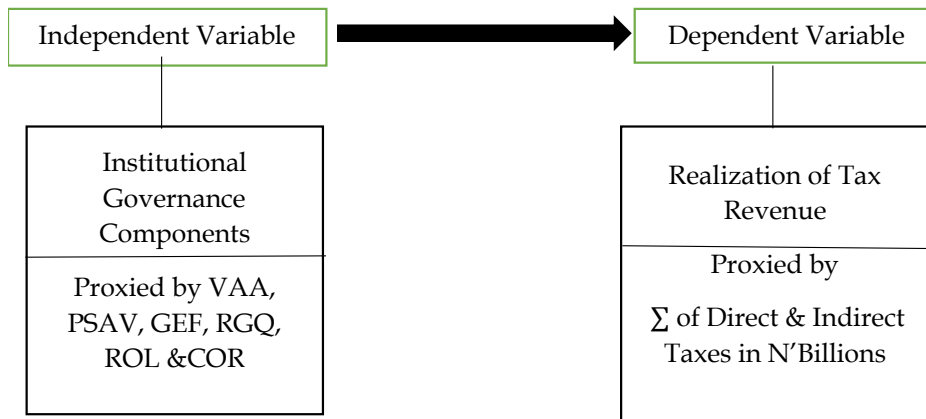 Independent Variable
Dependent Variable
Institutional
Governance
Components
Proxied by VAA,
PSAV, GEF, RGQ,
ROL &COR
Realization of Tax
Revenue
Proxied by
∑ of Direct & Indirect
Taxes in N’Billions